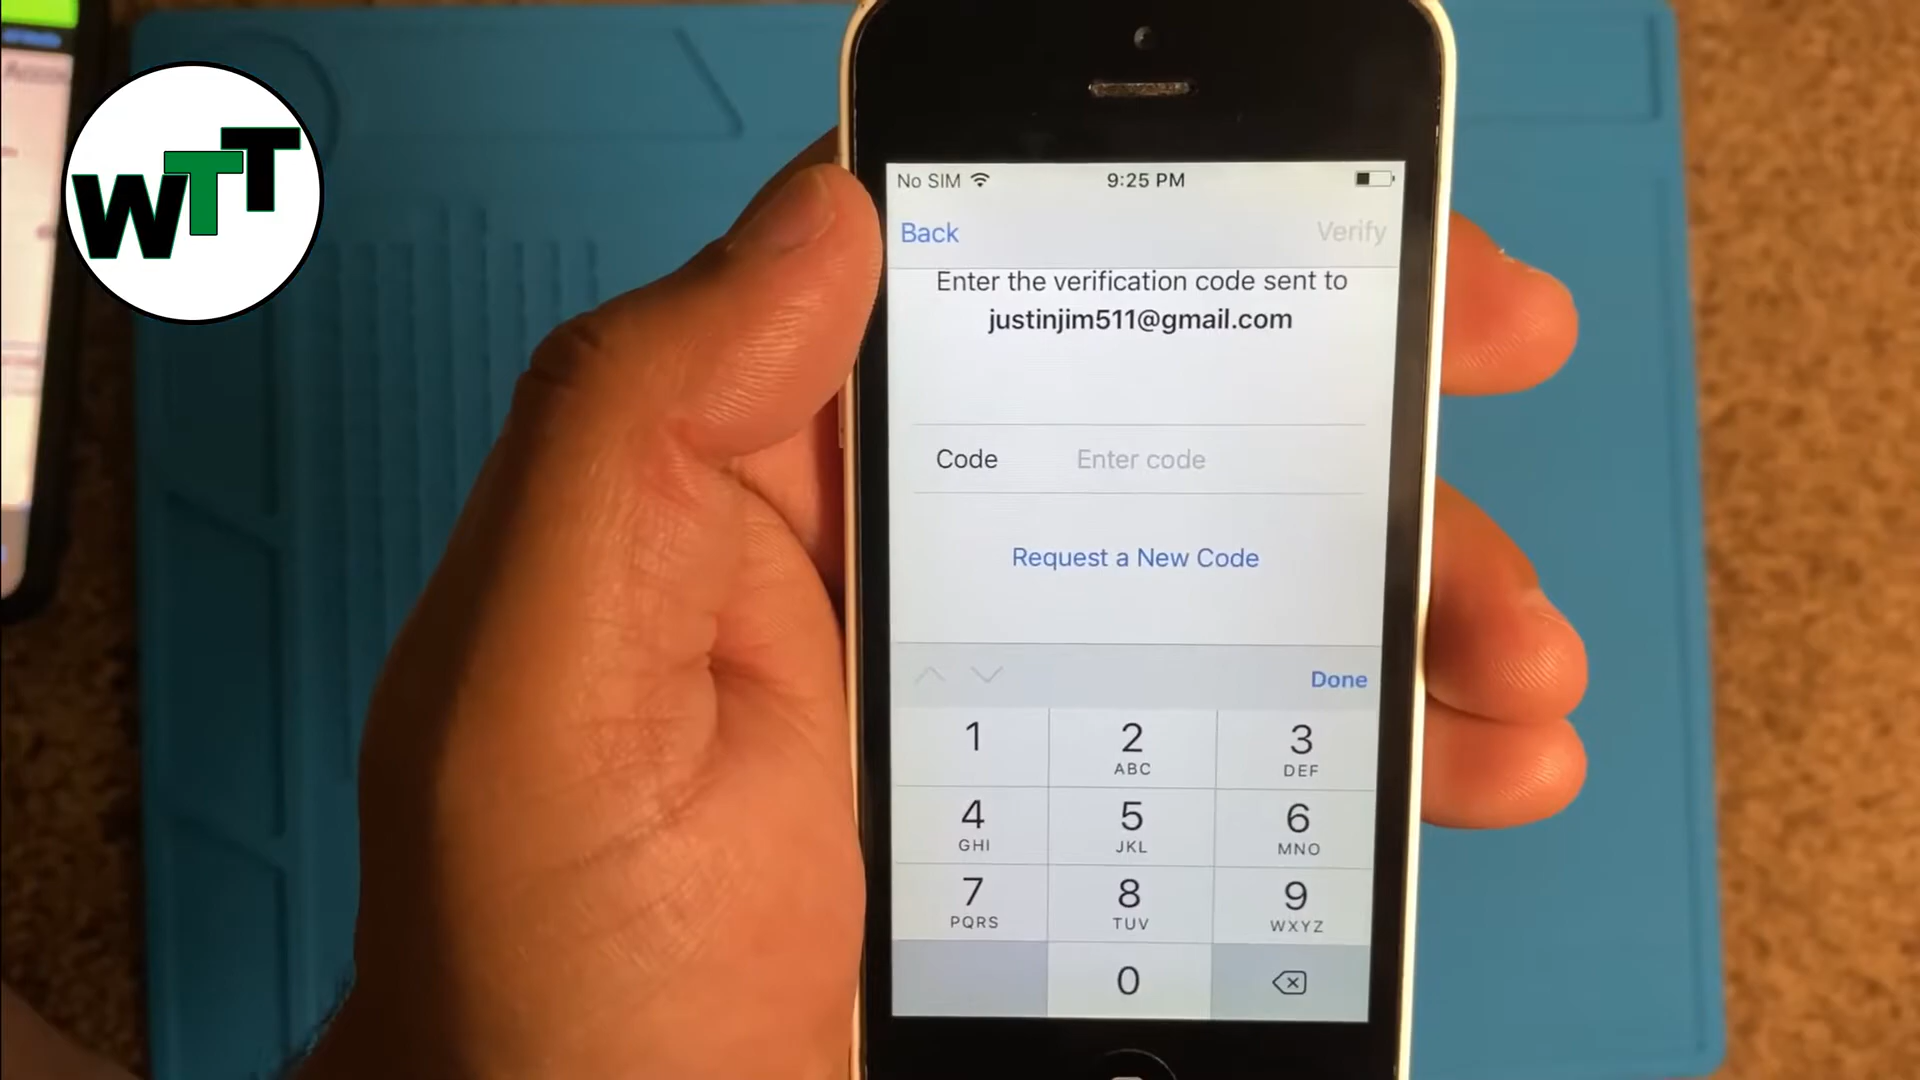 WTT
No SIM 9:25 PM
Back Verify
Enter the verification code sent to
justinjim511@gmail.com
Code Enter code
Request a New Code
Done
1 2 3
ABC DEF
4 5 6
GHI JKL MNO
7 8 9
PQRS TUV WXYZ
0